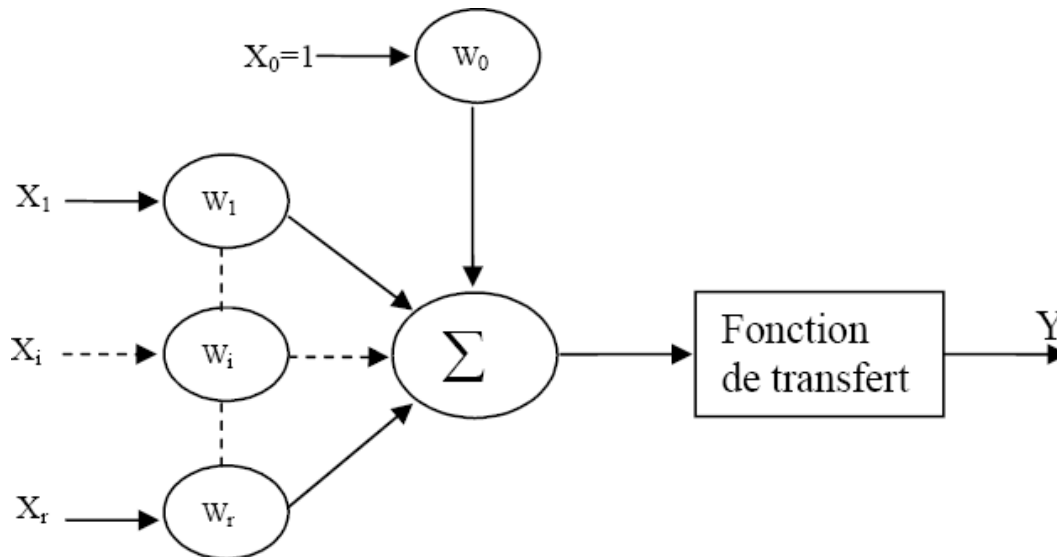 X₀=1
W₀
X₁
W₁
Xᵢ
Wᵢ
Σ
Fonction
de transfert
Y
Xᵣ
Wᵣ